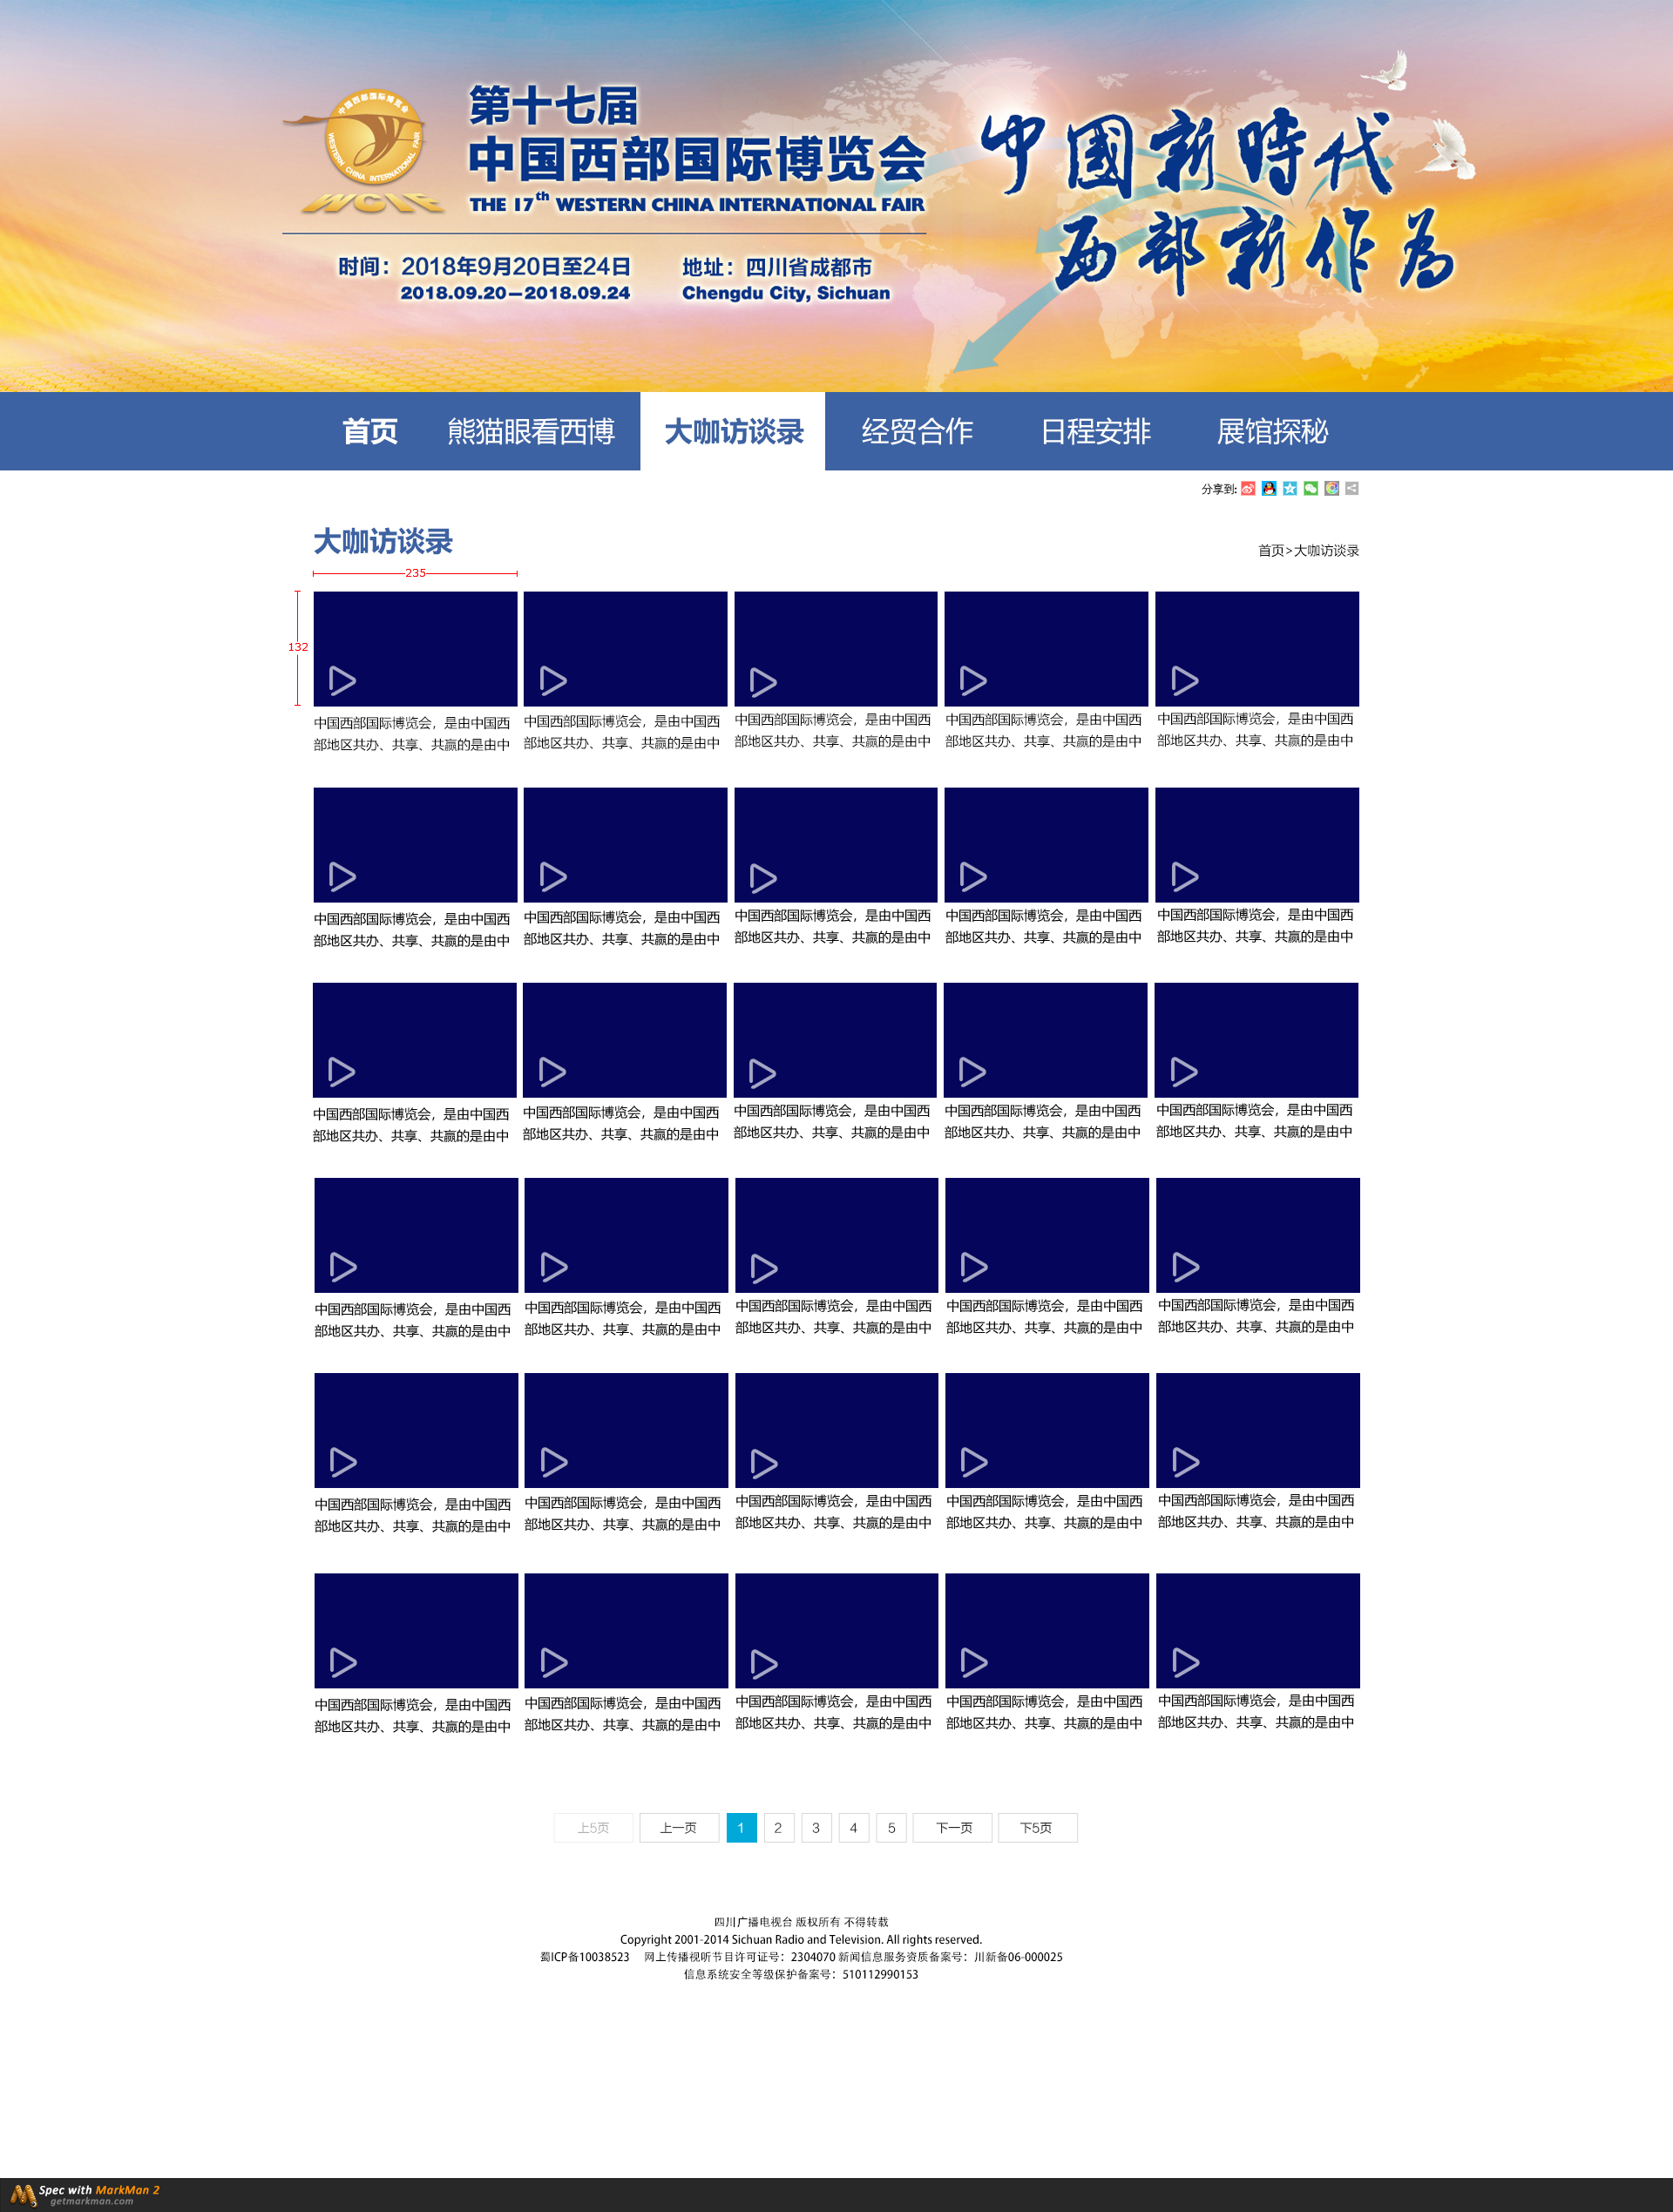 中国西部国际博览会
WESTERN CHINA INTERNATIONAL FAIR
WCIF
第十七届
中国西部国际博览会
THE 17th WESTERN CHINA INTERNATIONAL FAIR
时间：2018年9月20日至24日
2018.09.20—2018.09.24
地址：四川省成都市
Chengdu City, Sichuan
中國新時代
西部新作為
首页 熊猫眼看西博 大咖访谈录 经贸合作 日程安排 展馆探秘
分享到:
大咖访谈录
首页>大咖访谈录
235
132
中国西部国际博览会，是由中国西
部地区共办、共享、共赢的是由中
中国西部国际博览会，是由中国西
部地区共办、共享、共赢的是由中
中国西部国际博览会，是由中国西
部地区共办、共享、共赢的是由中
中国西部国际博览会，是由中国西
部地区共办、共享、共赢的是由中
中国西部国际博览会，是由中国西
部地区共办、共享、共赢的是由中
中国西部国际博览会，是由中国西
部地区共办、共享、共赢的是由中
中国西部国际博览会，是由中国西
部地区共办、共享、共赢的是由中
中国西部国际博览会，是由中国西
部地区共办、共享、共赢的是由中
中国西部国际博览会，是由中国西
部地区共办、共享、共赢的是由中
中国西部国际博览会，是由中国西
部地区共办、共享、共赢的是由中
中国西部国际博览会，是由中国西
部地区共办、共享、共赢的是由中
中国西部国际博览会，是由中国西
部地区共办、共享、共赢的是由中
中国西部国际博览会，是由中国西
部地区共办、共享、共赢的是由中
中国西部国际博览会，是由中国西
部地区共办、共享、共赢的是由中
中国西部国际博览会，是由中国西
部地区共办、共享、共赢的是由中
中国西部国际博览会，是由中国西
部地区共办、共享、共赢的是由中
中国西部国际博览会，是由中国西
部地区共办、共享、共赢的是由中
中国西部国际博览会，是由中国西
部地区共办、共享、共赢的是由中
中国西部国际博览会，是由中国西
部地区共办、共享、共赢的是由中
中国西部国际博览会，是由中国西
部地区共办、共享、共赢的是由中
中国西部国际博览会，是由中国西
部地区共办、共享、共赢的是由中
中国西部国际博览会，是由中国西
部地区共办、共享、共赢的是由中
中国西部国际博览会，是由中国西
部地区共办、共享、共赢的是由中
中国西部国际博览会，是由中国西
部地区共办、共享、共赢的是由中
中国西部国际博览会，是由中国西
部地区共办、共享、共赢的是由中
中国西部国际博览会，是由中国西
部地区共办、共享、共赢的是由中
中国西部国际博览会，是由中国西
部地区共办、共享、共赢的是由中
中国西部国际博览会，是由中国西
部地区共办、共享、共赢的是由中
中国西部国际博览会，是由中国西
部地区共办、共享、共赢的是由中
中国西部国际博览会，是由中国西
部地区共办、共享、共赢的是由中
上5页 上一页 1 2 3 4 5 下一页 下5页
四川广播电视台 版权所有 不得转载
Copyright 2001-2014 Sichuan Radio and Television. All rights reserved.
蜀ICP备10038523 网上传播视听节目许可证号：2304070 新闻信息服务资质备案号：川新备06-000025
信息系统安全等级保护备案号：510112990153
Spec with MarkMan 2
getmarkman.com